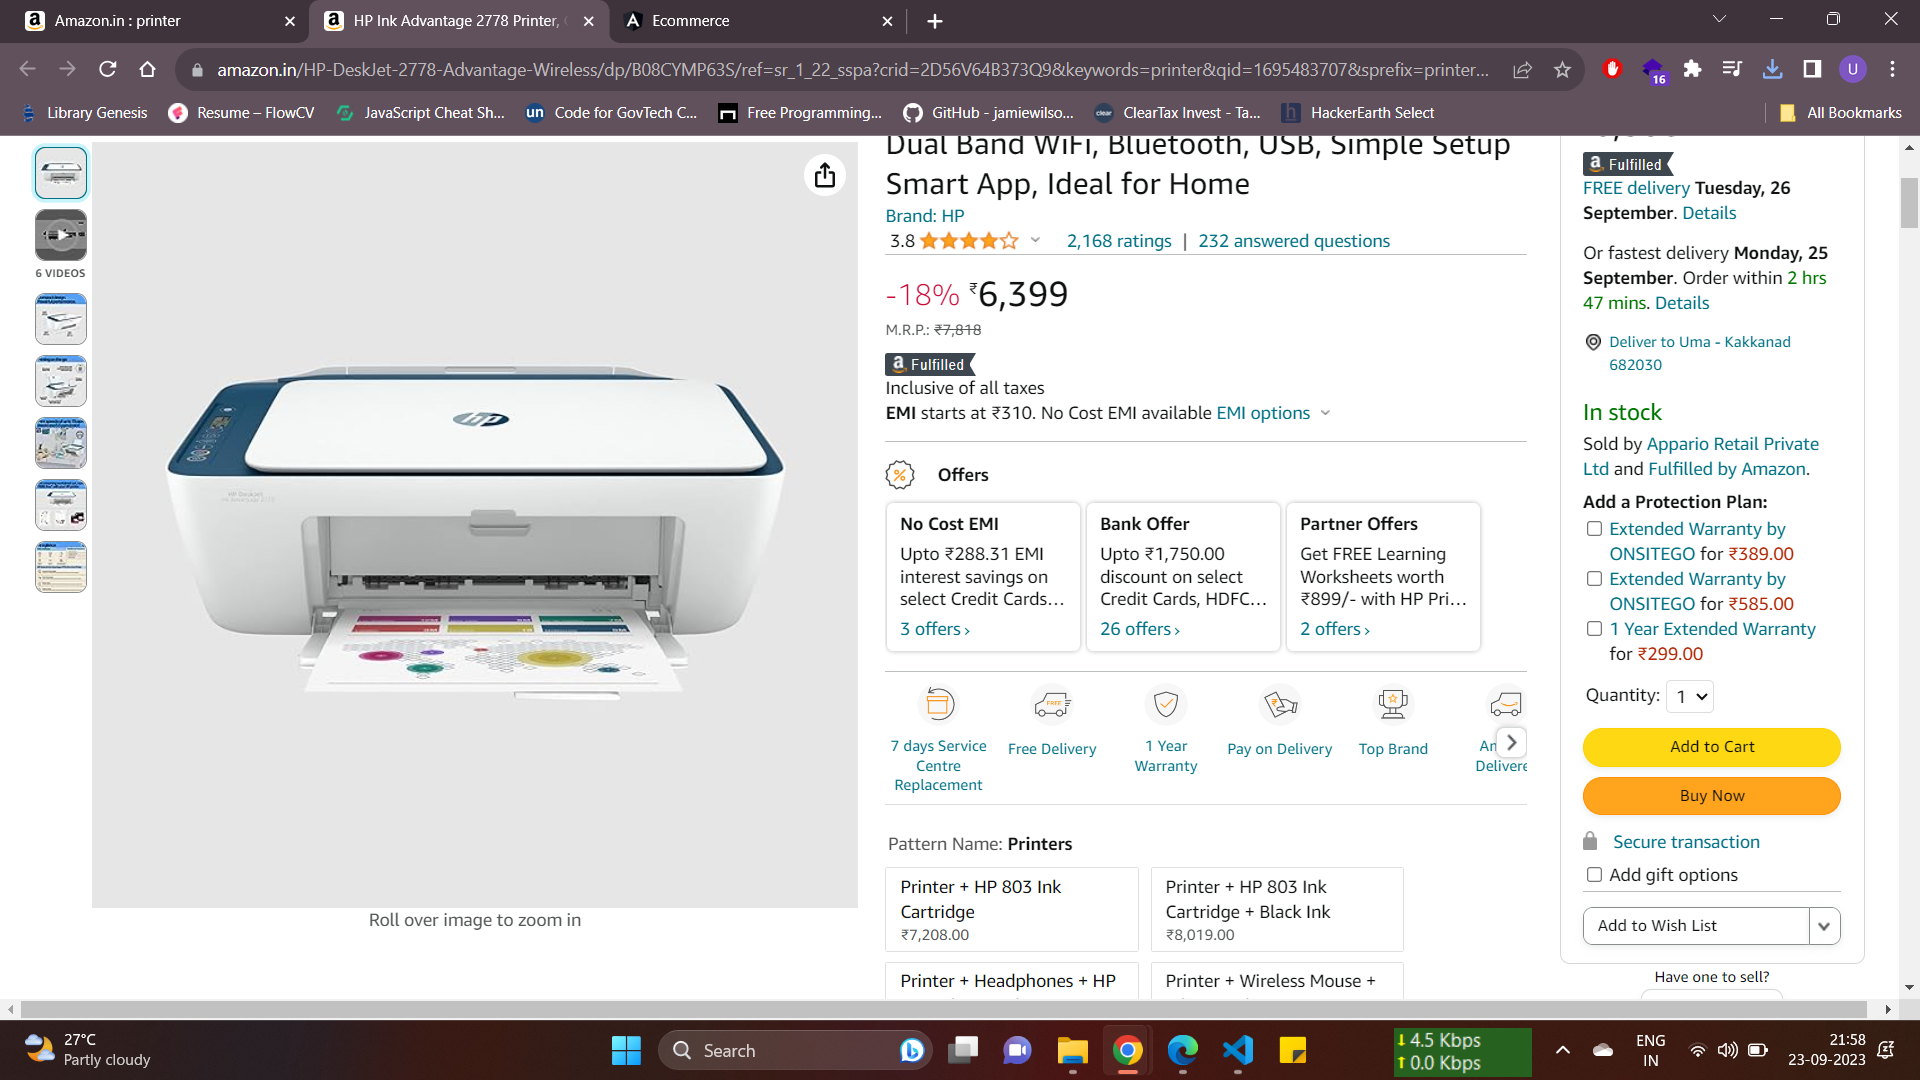 Amazon.in : printer
HP Ink Advantage 2778 Printer,
Ecommerce
amazon.in/HP-DeskJet-2778-Advantage-Wireless/dp/B08CYMP63S/ref=sr_1_22_sspa?crid=2D56V64B373Q9&keywords=printer&qid=1695483707&sprefix=printer...
16
U
Library Genesis
Resume – FlowCV
JavaScript Cheat Sh...
un Code for GovTech C...
Free Programming...
GitHub - jamiewilso...
clear ClearTax Invest - Ta...
h HackerEarth Select
All Bookmarks
6 VIDEOS
hp
Roll over image to zoom in
Dual Band WiFi, Bluetooth, USB, Simple Setup
Smart App, Ideal for Home
Brand: HP
3.8
2,168 ratings | 232 answered questions
-18% ₹6,399
M.R.P.: ₹7,818
a Fulfilled
Inclusive of all taxes
EMI starts at ₹310. No Cost EMI available EMI options
Offers
No Cost EMI
Upto ₹288.31 EMI
interest savings on
select Credit Cards...
3 offers ›
Bank Offer
Upto ₹1,750.00
discount on select
Credit Cards, HDFC...
26 offers ›
Partner Offers
Get FREE Learning
Worksheets worth
₹899/- with HP Pri...
2 offers ›
7 days Service
Centre
Replacement
FREE
Free Delivery
1 Year
Warranty
Pay on Delivery
Top Brand
Delivere
Pattern Name: Printers
Printer + HP 803 Ink
Cartridge
₹7,208.00
Printer + HP 803 Ink
Cartridge + Black Ink
₹8,019.00
Printer + Headphones + HP
Printer + Wireless Mouse +
a Fulfilled
FREE delivery Tuesday, 26
September. Details
Or fastest delivery Monday, 25
September. Order within 2 hrs
47 mins. Details
Deliver to Uma - Kakkanad
682030
In stock
Sold by Appario Retail Private
Ltd and Fulfilled by Amazon.
Add a Protection Plan:
Extended Warranty by
ONSITEGO for ₹389.00
Extended Warranty by
ONSITEGO for ₹585.00
1 Year Extended Warranty
for ₹299.00
Quantity: 1
Add to Cart
Buy Now
Secure transaction
Add gift options
Add to Wish List
Have one to sell?
27°C
Partly cloudy
Search
4.5 Kbps
0.0 Kbps
ENG
IN
21:58
23-09-2023